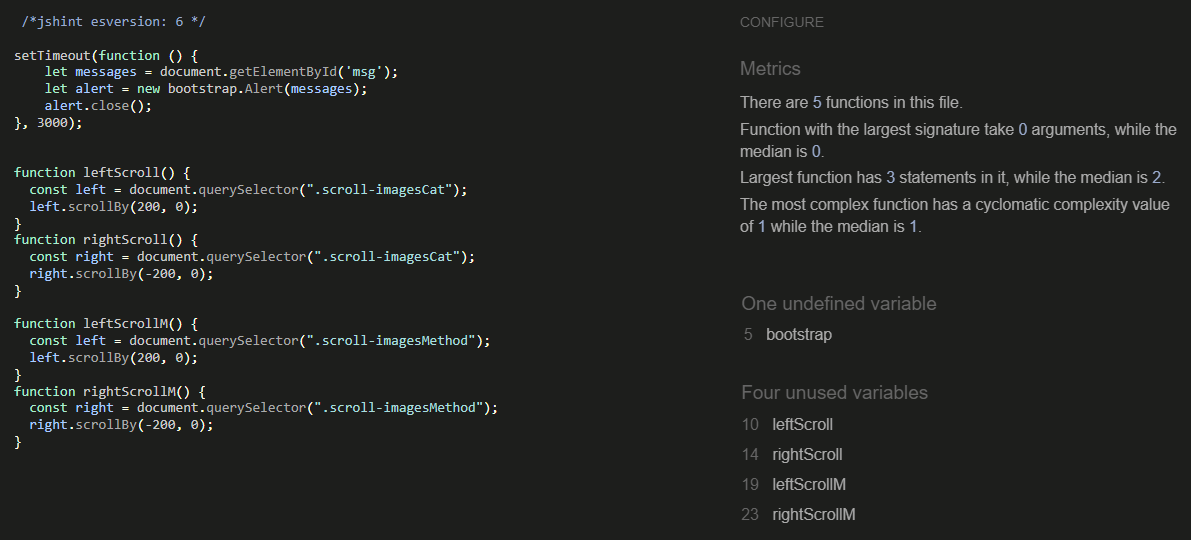 /*jshint esversion: 6 */
setTimeout(function () {
let messages = document.getElementById('msg');
let alert = new bootstrap.Alert(messages);
alert.close();
}, 3000);
function leftScroll() {
const left = document.querySelector(".scroll-imagesCat");
left.scrollBy(200, 0);
}
function rightScroll() {
const right = document.querySelector(".scroll-imagesCat");
right.scrollBy(-200, 0);
}
function leftScrollM() {
const left = document.querySelector(".scroll-imagesMethod");
left.scrollBy(200, 0);
}
function rightScrollM() {
const right = document.querySelector(".scroll-imagesMethod");
right.scrollBy(-200, 0);
}
CONFIGURE
Metrics
There are 5 functions in this file.
Function with the largest signature take 0 arguments, while the
median is 0.
Largest function has 3 statements in it, while the median is 2.
The most complex function has a cyclomatic complexity value
of 1 while the median is 1.
One undefined variable
5 bootstrap
Four unused variables
10 leftScroll
14 rightScroll
19 leftScrollM
23 rightScrollM